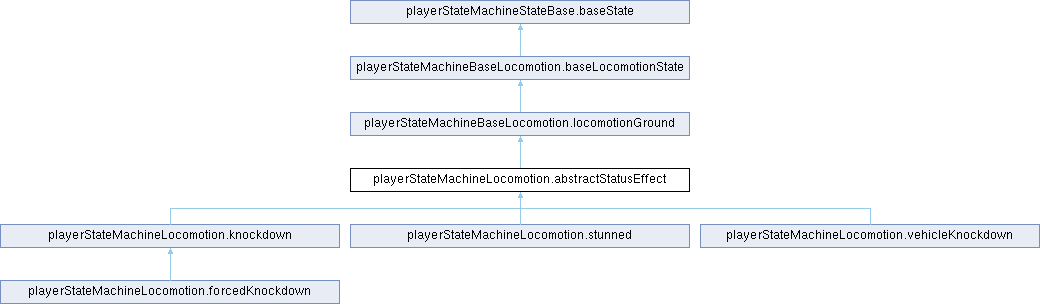 playerStateMachineStateBase.baseState
playerStateMachineBaseLocomotion.baseLocomotionState
playerStateMachineBaseLocomotion.locomotionGround
playerStateMachineLocomotion.abstractStatusEffect
playerStateMachineLocomotion.knockdown
playerStateMachineLocomotion.stunned
playerStateMachineLocomotion.vehicleKnockdown
playerStateMachineLocomotion.forcedKnockdown